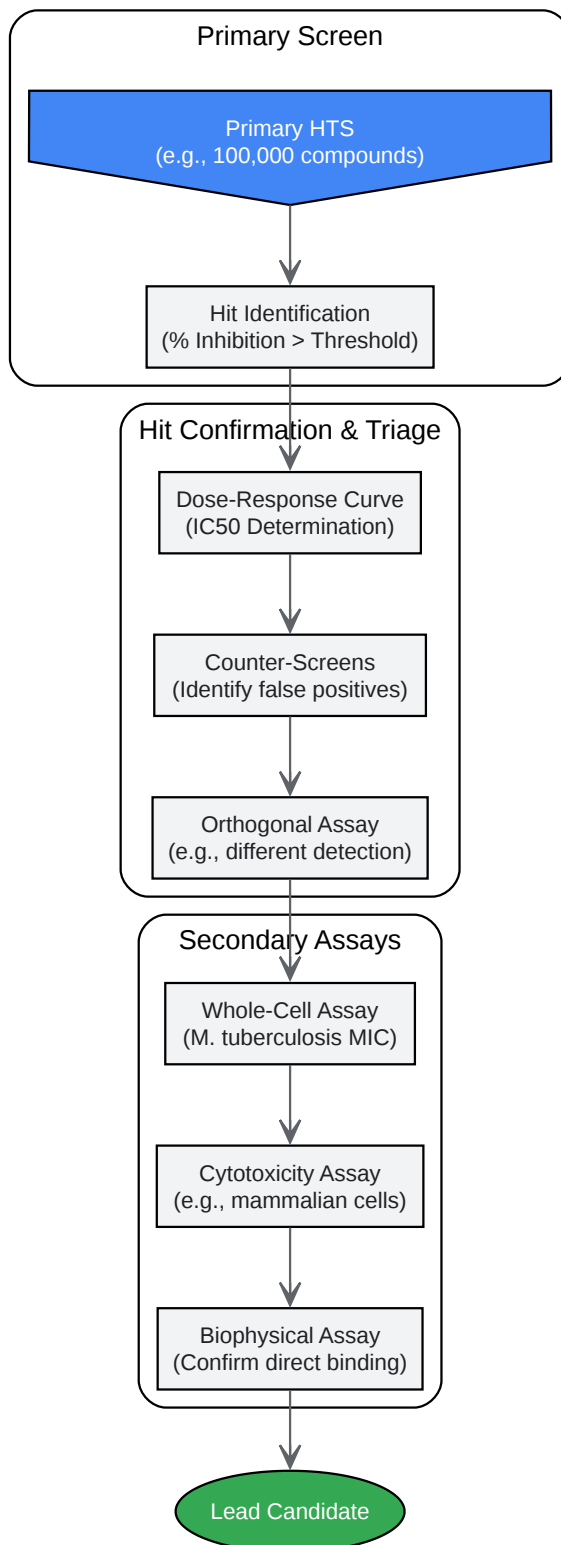 Primary Screen
Primary HTS
(e.g., 100,000 compounds)
Hit Identification
(% Inhibition > Threshold)
Hit Confirmation & Triage
Dose-Response Curve
(IC50 Determination)
Counter-Screens
(Identify false positives)
Orthogonal Assay
(e.g., different detection)
Secondary Assays
Whole-Cell Assay
(M. tuberculosis MIC)
Cytotoxicity Assay
(e.g., mammalian cells)
Biophysical Assay
(Confirm direct binding)
Lead Candidate